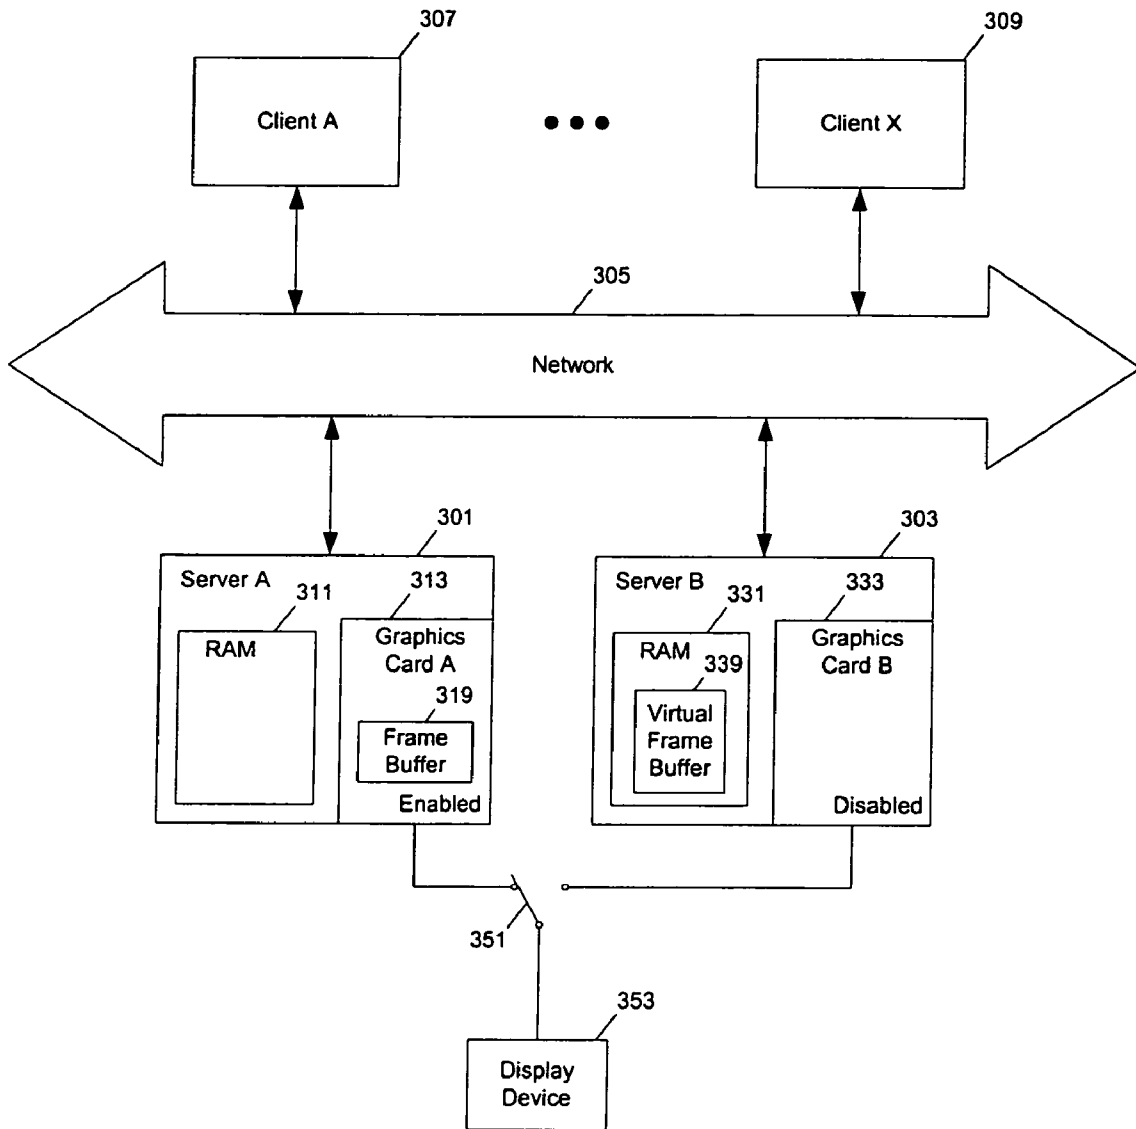 307
309
Client A
Client X
305
Network
301
303
Server A
313
311
RAM
Graphics
Card A
319
Frame
Buffer
Enabled
Server B
331
333
RAM
339
Virtual
Frame
Buffer
Graphics
Card B
Disabled
351
353
Display
Device